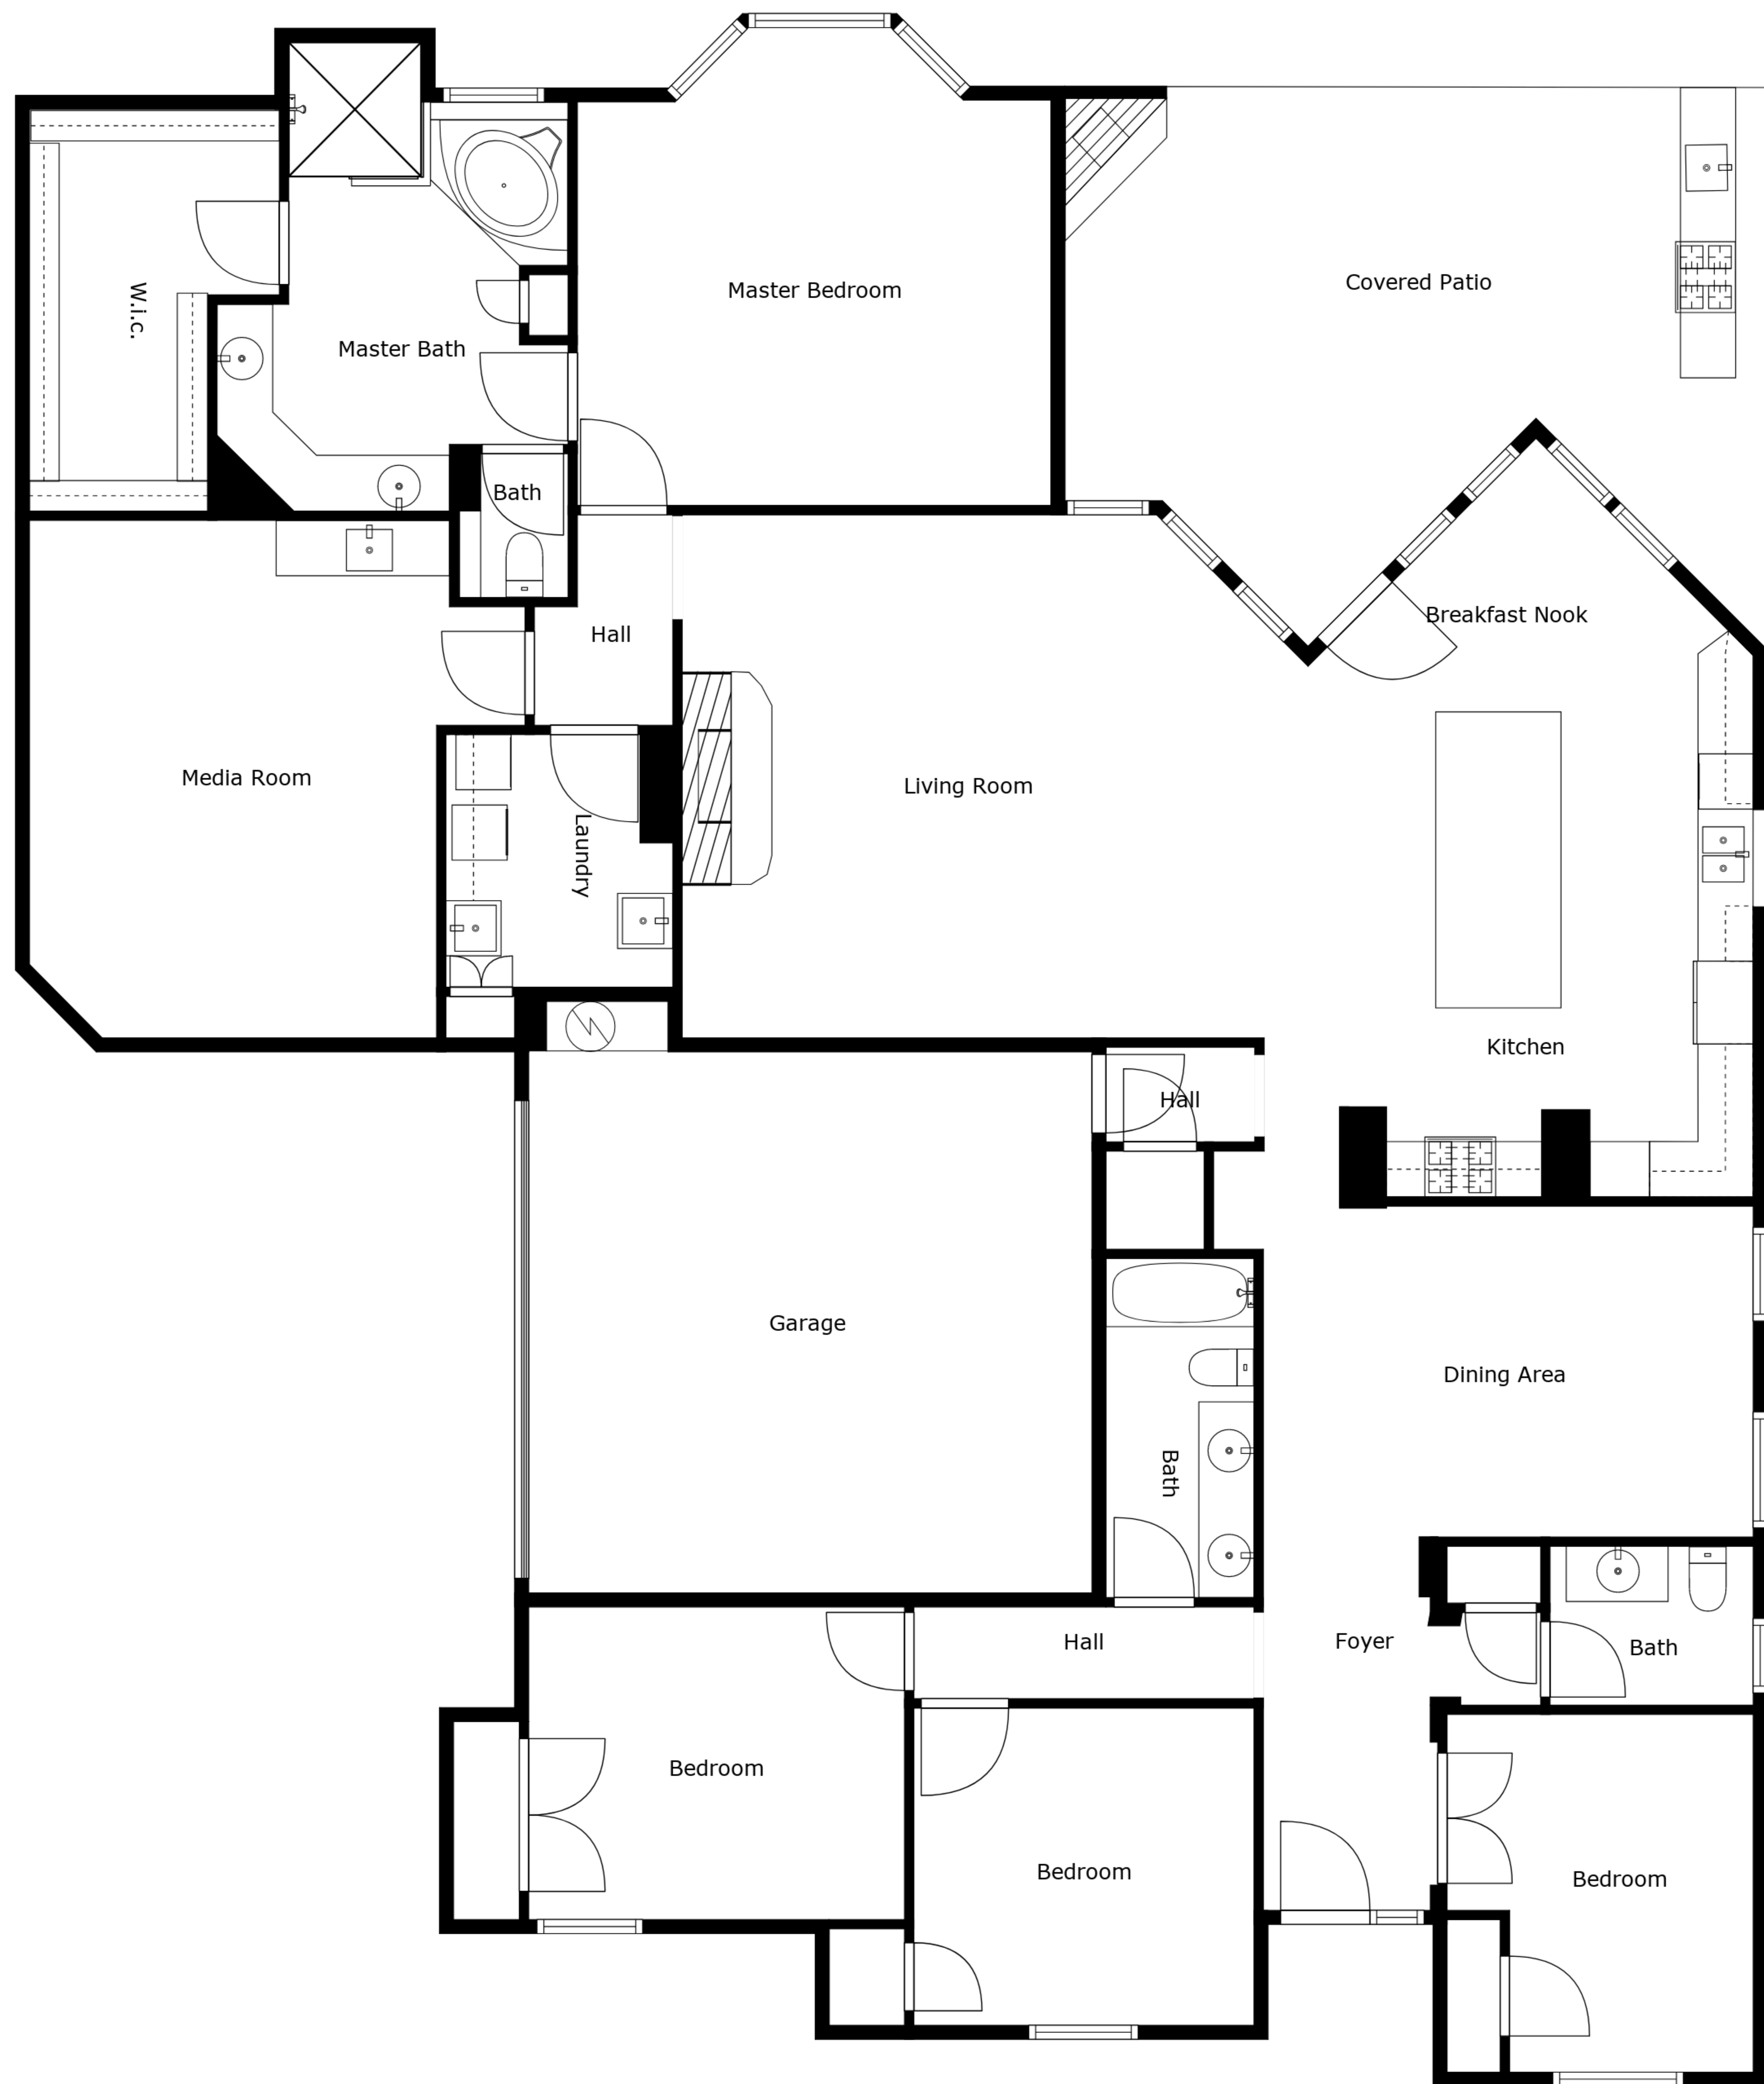 Covered Patio
Master Bedroom
W.i.c.
Master Bath
Bath
Breakfast Nook
Hall
Media Room
Living Room
Laundry
Kitchen
Hall
Garage
Dining Area
Bath
Hall
Foyer
Bath
Bedroom
Bedroom
Bedroom